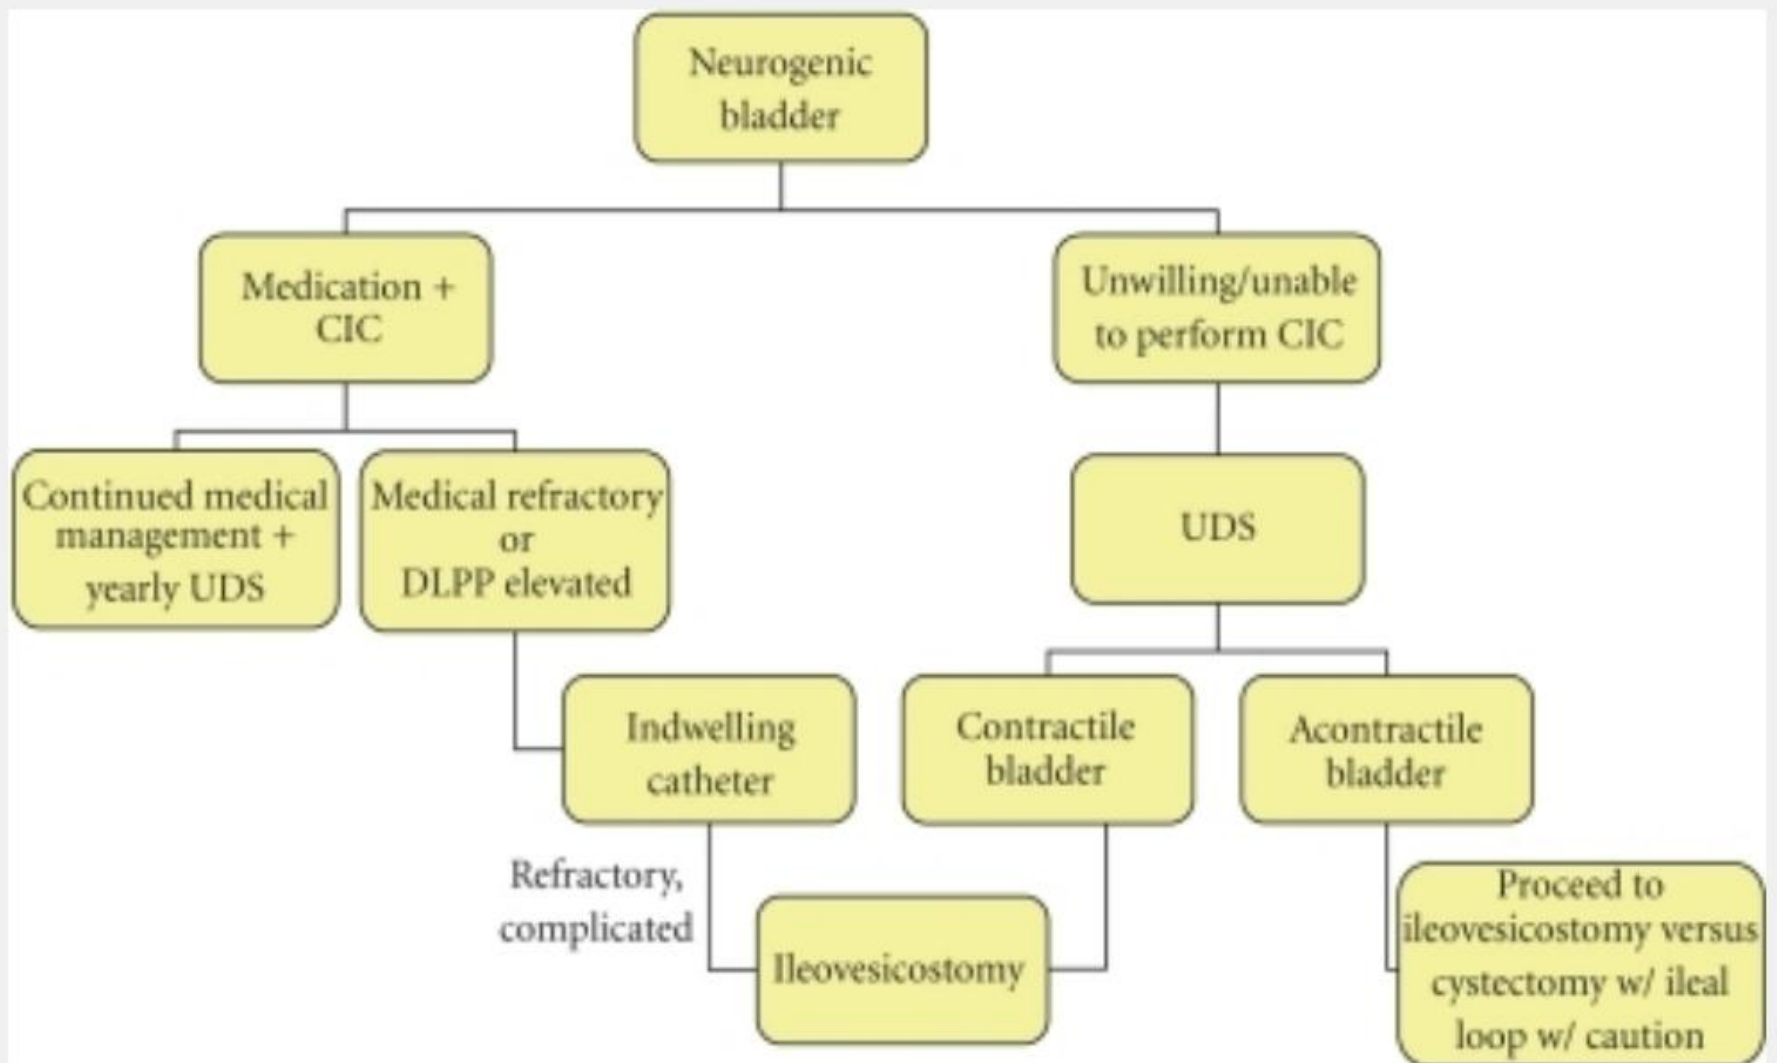 Neurogenic
bladder
Medication +
CIC
Unwilling/unable
to perform CIC
Continued medical
management +
yearly UDS
Medical refractory
or
DLPP elevated
UDS
Indwelling
catheter
Contractile
bladder
Acontractile
bladder
Refractory,
complicated
Ileovesicostomy
Proceed to
ileovesicostomy versus
cystectomy w/ ileal
loop w/ caution